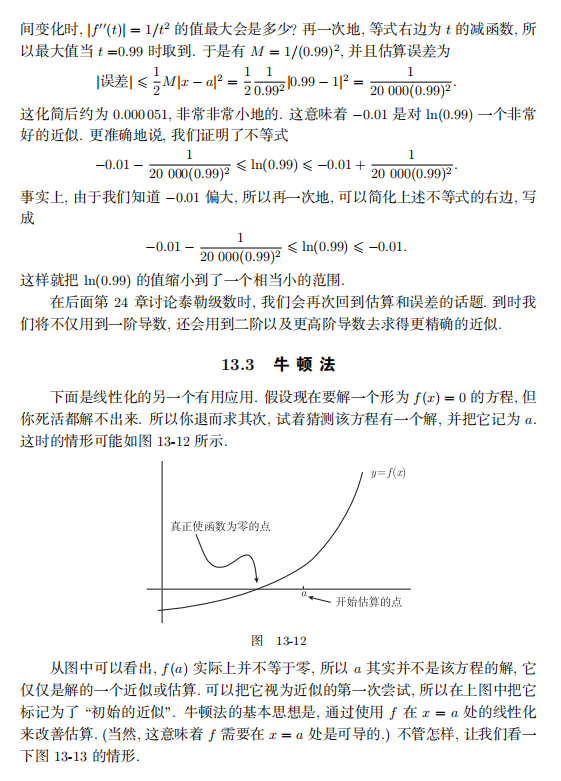 间变化时, |f''(t)| = 1/t² 的值最大会是多少? 再一次地, 等式右边为 t 的减函数, 所
以最大值当 t =0.99 时取到. 于是有 M = 1/(0.99)², 并且估算误差为
|误差| ⩽ 1/2 M|x − a|² = 1/2 1/0.99² |0.99 − 1|² = 1/20 000(0.99)².
这化简后约为 0.000 051, 非常非常小地的. 这意味着 −0.01 是对 ln(0.99) 一个非常
好的近似. 更准确地说, 我们证明了不等式
−0.01 − 1/20 000(0.99)² ⩽ ln(0.99) ⩽ −0.01 + 1/20 000(0.99)².
事实上, 由于我们知道 −0.01 偏大, 所以再一次地, 可以简化上述不等式的右边, 写
成
−0.01 − 1/20 000(0.99)² ⩽ ln(0.99) ⩽ −0.01.
这样就把 ln(0.99) 的值缩小到了一个相当小的范围.
在后面第 24 章讨论泰勒级数时, 我们会再次回到估算和误差的话题. 到时我
们将不仅用到一阶导数, 还会用到二阶以及更高阶导数去求得更精确的近似.
13.3 牛顿法
下面是线性化的另一个有用应用. 假设现在要解一个形为 f(x) = 0 的方程, 但
你死活都解不出来. 所以你退而求其次, 试着猜测该方程有一个解, 并把它记为 a.
这时的情形可能如图 13-12 所示.
y=f(x)
真正使函数为零的点
a
开始估算的点
图 13-12
从图中可以看出, f(a) 实际上并不等于零, 所以 a 其实并不是该方程的解, 它
仅仅是解的一个近似或估算. 可以把它视为近似的第一次尝试, 所以在上图中把它
标记为了 “初始的近似”. 牛顿法的基本思想是, 通过使用 f 在 x = a 处的线性化
来改善估算. (当然, 这意味着 f 需要在 x = a 处是可导的.) 不管怎样, 让我们看一
下图 13-13 的情形.